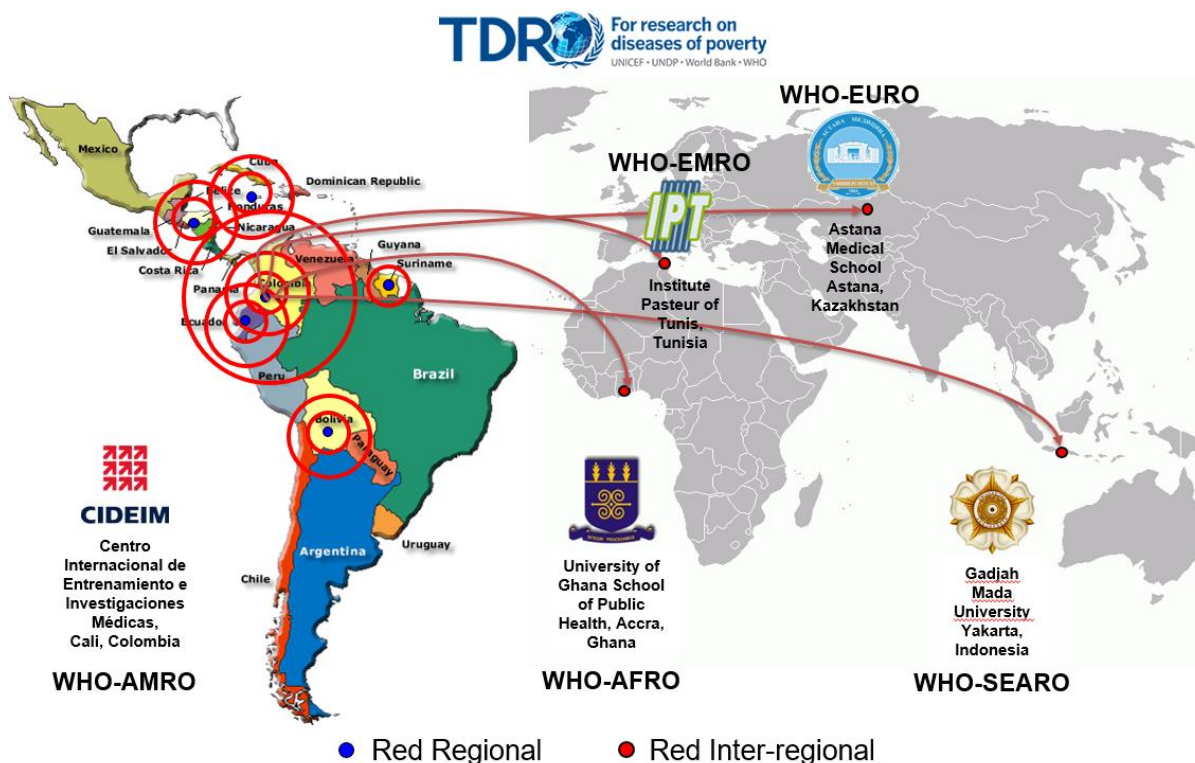 TDR
For research on
diseases of poverty
UNICEF • UNDP • World Bank • WHO
Mexico
Cuba
Dominican Republic
Belize
Honduras
Guatemala
Nicaragua
El Salvador
Costa Rica
Panama
Venezuela
Guyana
Suriname
Colombia
Ecuador
Peru
Brazil
Bolivia
Paraguay
Argentina
Uruguay
Chile
CIDEIM
Centro
Internacional de
Entrenamiento e
Investigaciones
Médicas,
Cali, Colombia
WHO-AMRO
WHO-EMRO
IPT
Institute
Pasteur of
Tunis,
Tunisia
WHO-EURO
Astana
Medical
School
Astana,
Kazakhstan
University of
Ghana School
of Public
Health, Accra,
Ghana
WHO-AFRO
Gadjah
Mada
University
Yakarta,
Indonesia
WHO-SEARO
Red Regional
Red Inter-regional